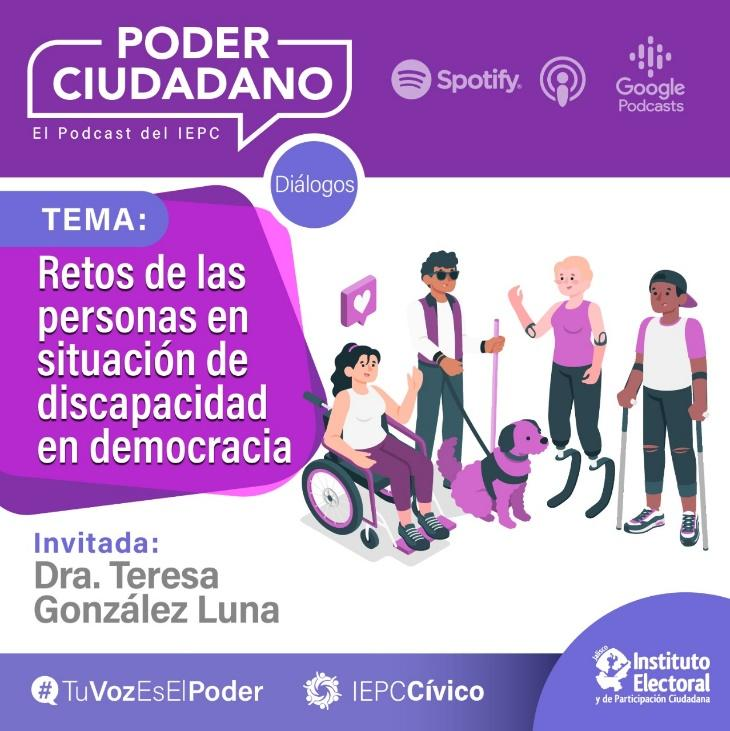 PODER
CIUDADANO
El Podcast del IEPC
Spotify
Google
Podcasts
Diálogos
TEMA:
Retos de las
personas en
situación de
discapacidad
en democracia
Invitada:
Dra. Teresa
González Luna
#TuVozEsElPoder
IEPCCívico
Jalisco
Instituto
Electoral
y de Participación Ciudadana